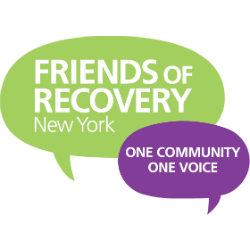 FRIENDS OF
RECOVERY
New York
ONE COMMUNITY
ONE VOICE